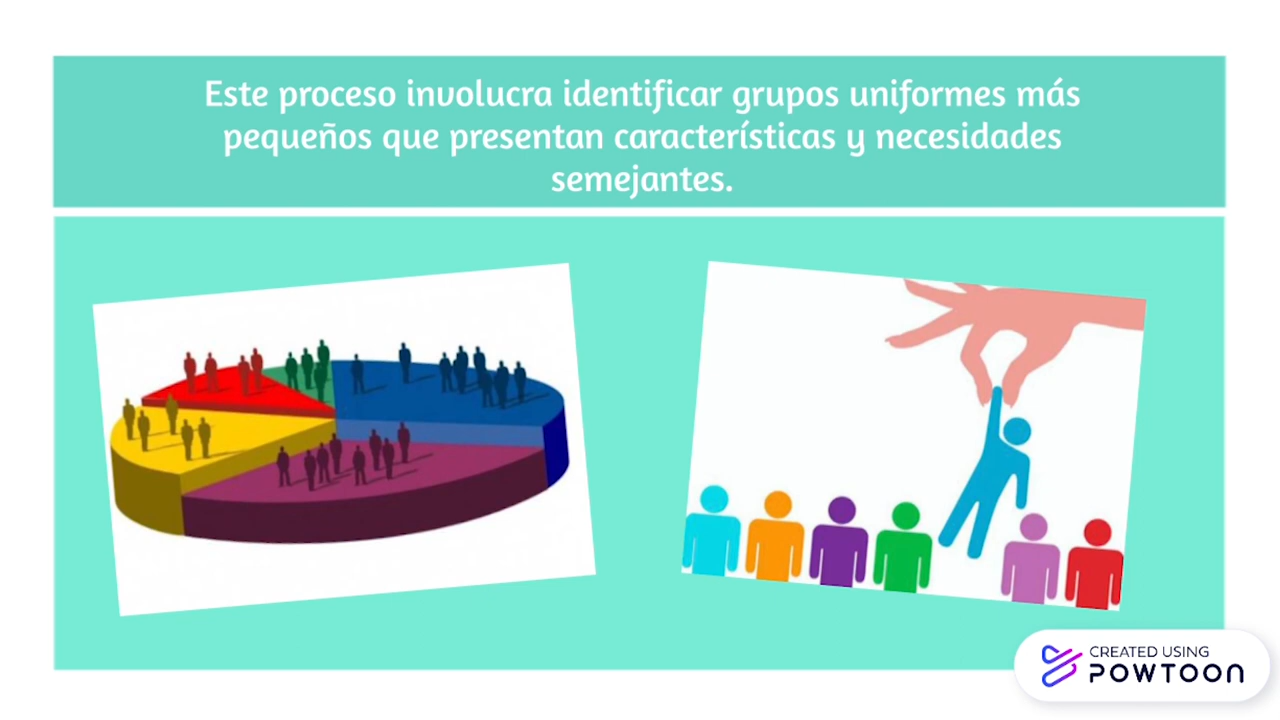 Este proceso involucra identificar grupos uniformes más
pequeños que presentan características y necesidades
semejantes.
CREATED USING
POWTOON